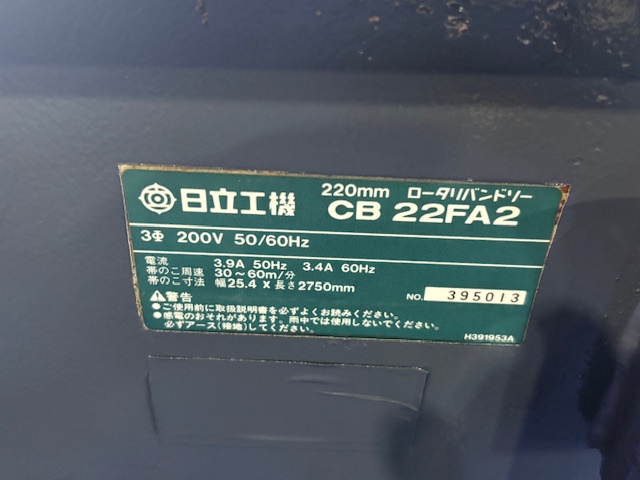 日立工機
220mm ロータリバンドソー
CB 22FA2
3Φ 200V 50/60Hz
電流 3.9A 50Hz 3.4A 60Hz
帯のこ周速 30～60m/分
帯のこ寸法 幅25.4×長さ2750mm
⚠警告
●ご使用前に取扱説明書を必ずよくお読みください。
●感電のおそれがあります。雨中では使用しないでください。
必ずアース(接地)してください。
NO. 395013
H391953A